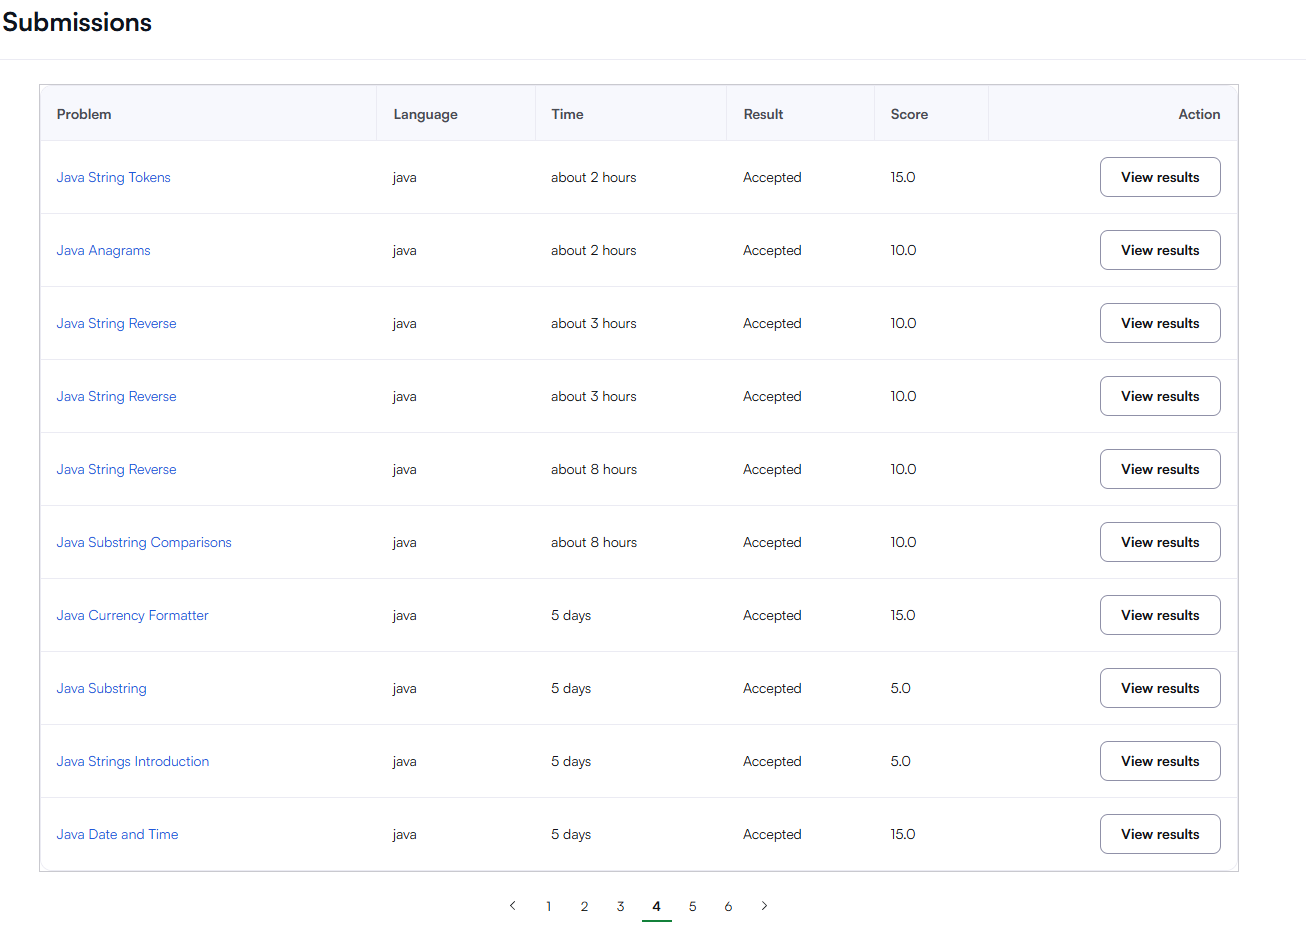 Submissions
Problem Language Time Result Score Action
Java String Tokens java about 2 hours Accepted 15.0 View results
Java Anagrams java about 2 hours Accepted 10.0 View results
Java String Reverse java about 3 hours Accepted 10.0 View results
Java String Reverse java about 3 hours Accepted 10.0 View results
Java String Reverse java about 8 hours Accepted 10.0 View results
Java Substring Comparisons java about 8 hours Accepted 10.0 View results
Java Currency Formatter java 5 days Accepted 15.0 View results
Java Substring java 5 days Accepted 5.0 View results
Java Strings Introduction java 5 days Accepted 5.0 View results
Java Date and Time java 5 days Accepted 15.0 View results
1 2 3 4 5 6